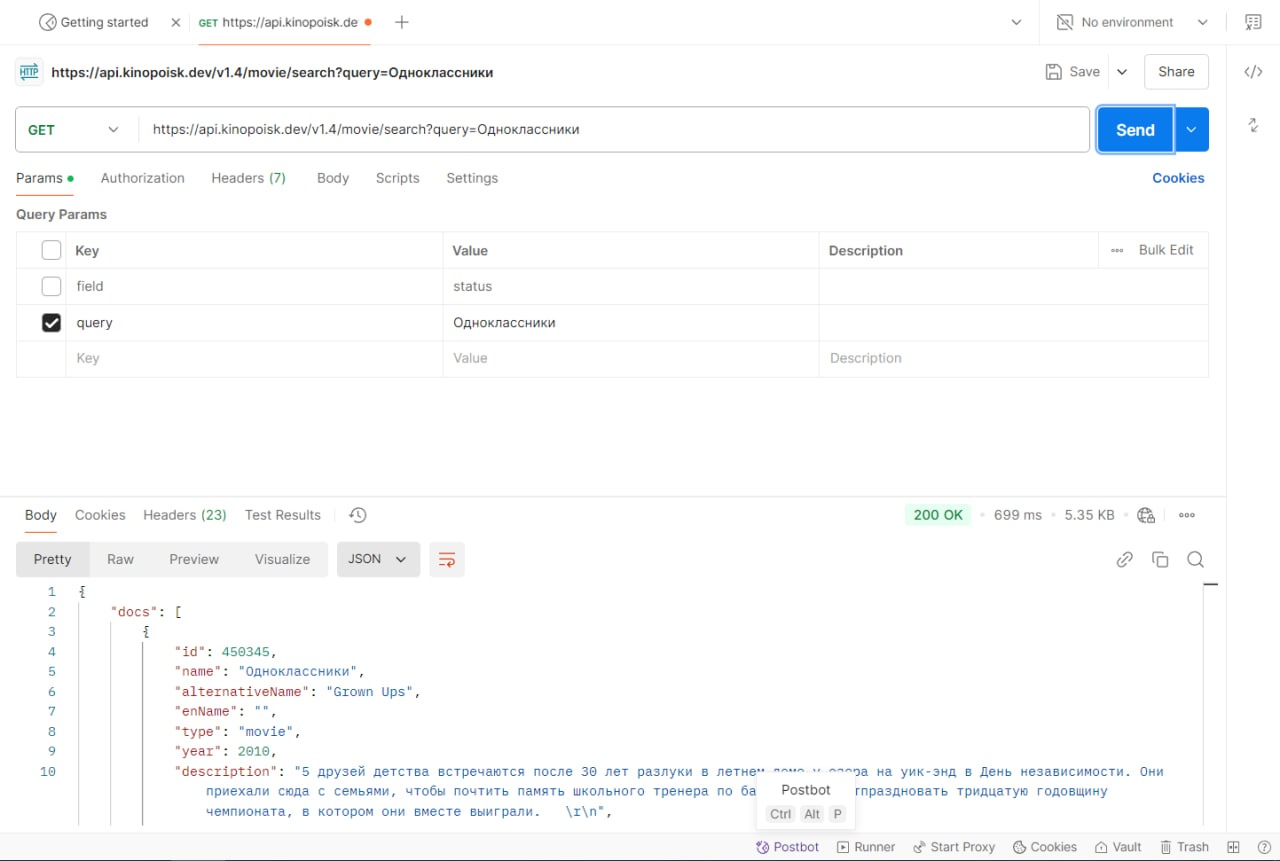 Getting started
GET https://api.kinopoisk.de
No environment
HTTP https://api.kinopoisk.dev/v1.4/movie/search?query=Одноклассники
Save
Share
GET
https://api.kinopoisk.dev/v1.4/movie/search?query=Одноклассники
Send
Params Authorization Headers (7) Body Scripts Settings Cookies
Query Params
Key Value Description Bulk Edit
field status
query Одноклассники
Key Value Description
Body Cookies Headers (23) Test Results 200 OK 699 ms 5.35 KB
Pretty Raw Preview Visualize JSON
1 {
2 "docs": [
3 {
4 "id": 450345,
5 "name": "Одноклассники",
6 "alternativeName": "Grown Ups",
7 "enName": "",
8 "type": "movie",
9 "year": 2010,
10 "description": "5 друзей детства встречаются после 30 лет разлуки в летнем на уик-энд в День независимости. Они
приехали сюда с семьями, чтобы почтить память школьного тренера по тпраздновать тридцатую годовщину
чемпионата, в котором они вместе выиграли. \r\n",
Postbot
Ctrl Alt P
Postbot Runner Start Proxy Cookies Vault Trash